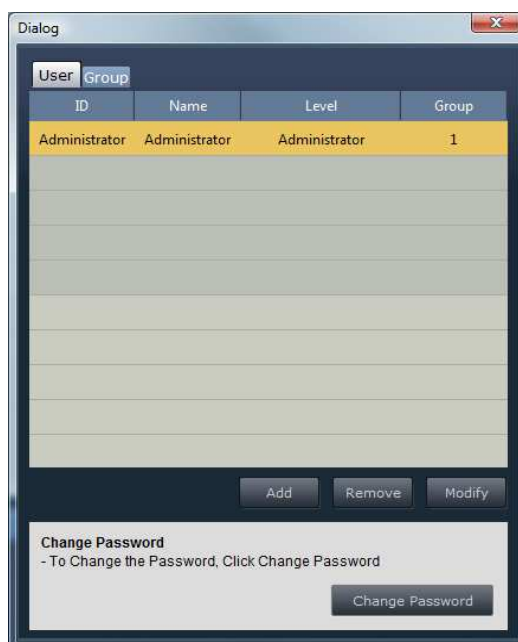 Dialog
User Group
ID Name Level Group
Administrator Administrator Administrator 1
Add Remove Modify
Change Password
- To Change the Password, Click Change Password
Change Password